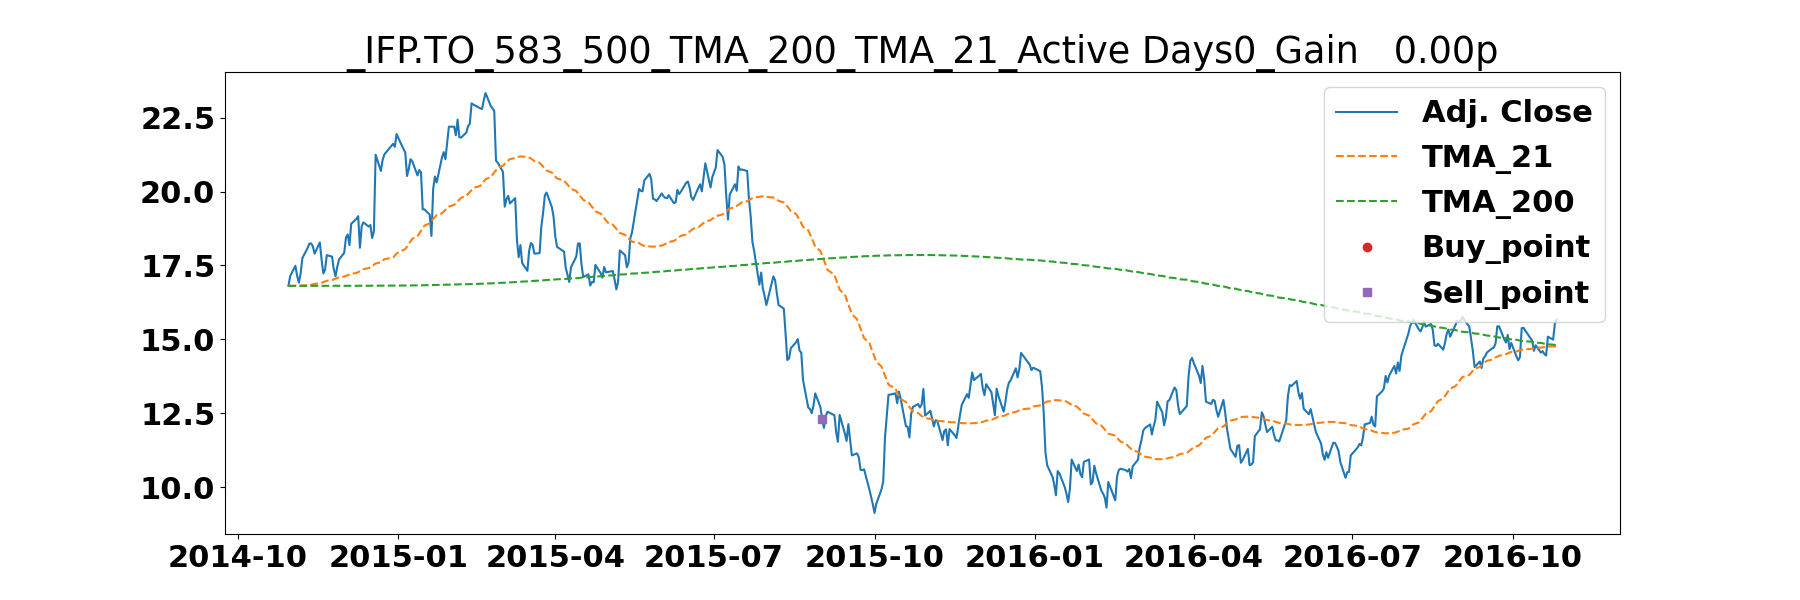 _IFP.TO_583_500_TMA_200_TMA_21_Active Days0_Gain   0.00p
22.5
20.0
17.5
15.0
12.5
10.0
Adj. Close
TMA_21
TMA_200
Buy_point
Sell_point
2014-10 2015-01 2015-04 2015-07 2015-10 2016-01 2016-04 2016-07 2016-10